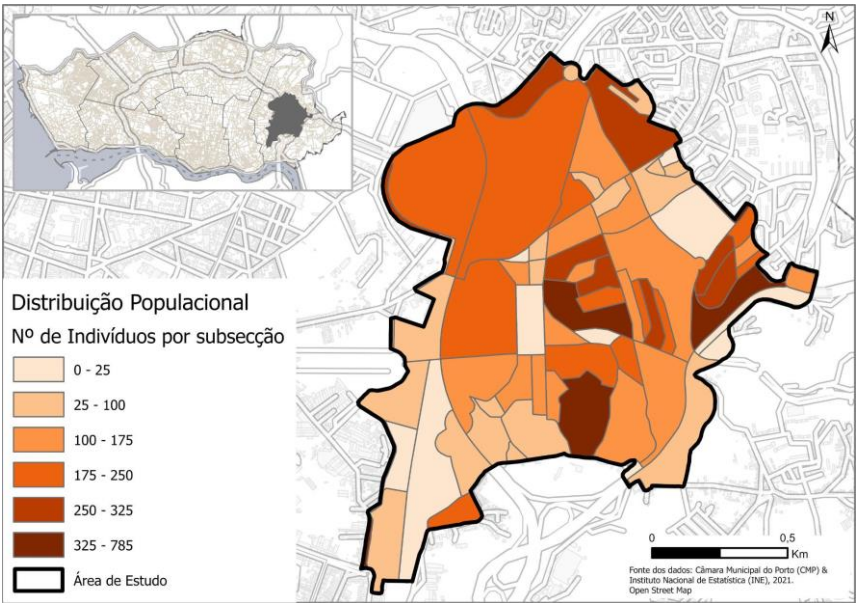 N
Distribuição Populacional
Nº de Indivíduos por subsecção
0 - 25
25 - 100
100 - 175
175 - 250
250 - 325
325 - 785
Área de Estudo
0 0,5
Km
Fonte dos dados: Câmara Municipal do Porto (CMP) &
Instituto Nacional de Estatística (INE), 2021.
Open Street Map